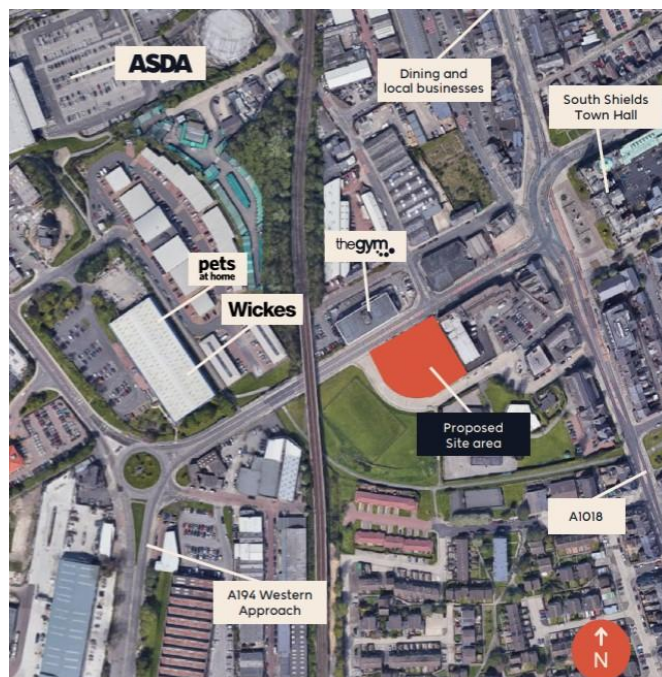 ASDA
Dining and
local businesses
South Shields
Town Hall
thegym
pets
at home
Wickes
Proposed
Site area
A1018
A194 Western
Approach
N